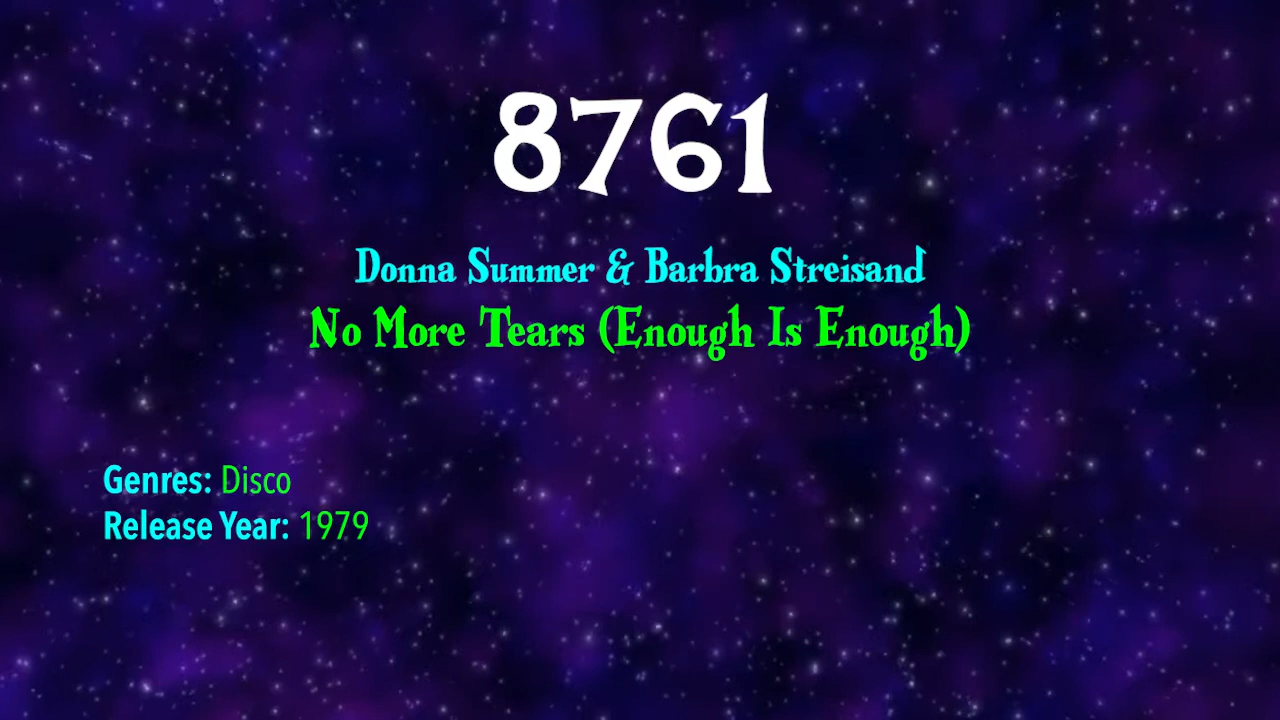 8761
Donna Summer & Barbra Streisand
No More Tears (Enough Is Enough)
Genres: Disco
Release Year: 1979